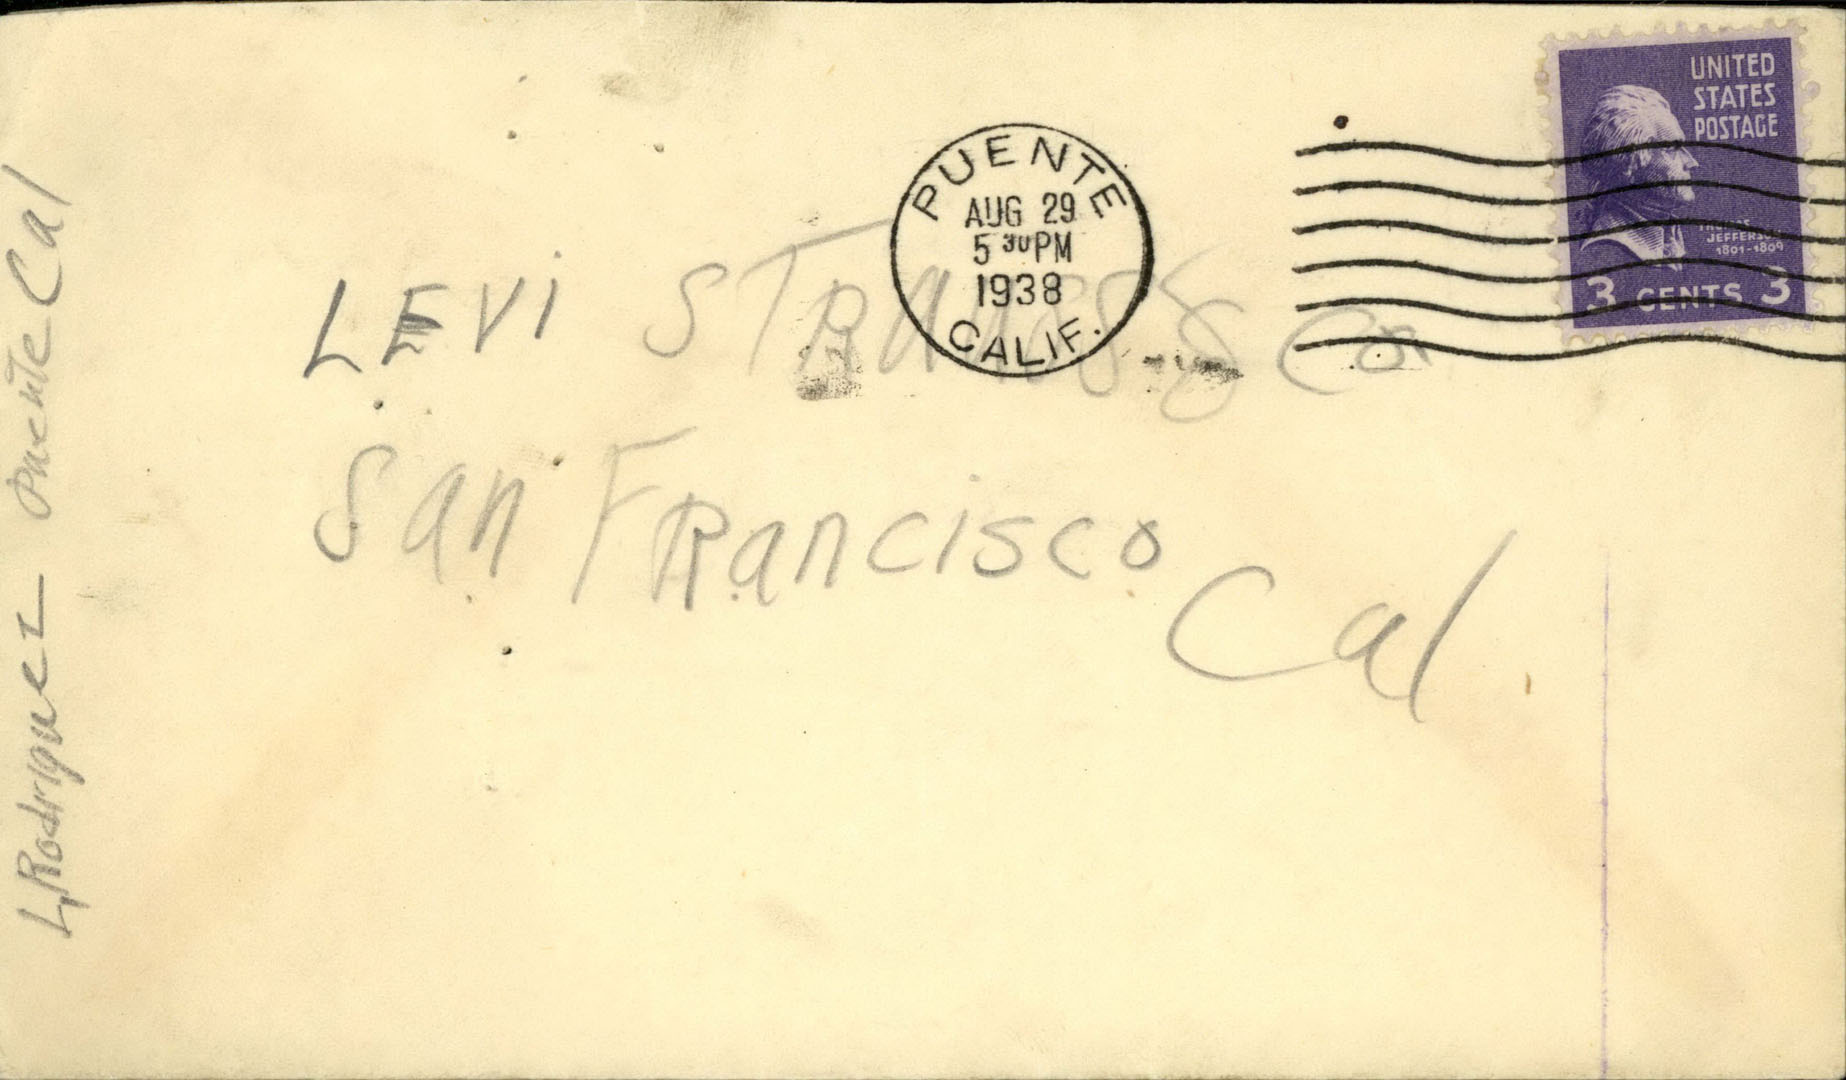 UNITED
STATES
POSTAGE
THOMAS
JEFFERSON
1801-1809
3 CENTS 3
PUENTE
AUG 29
5 30 PM
1938
CALIF.
LEVI STRAUSS & Co
San FRancisco
Cal
L Rodriguez Puente Cal